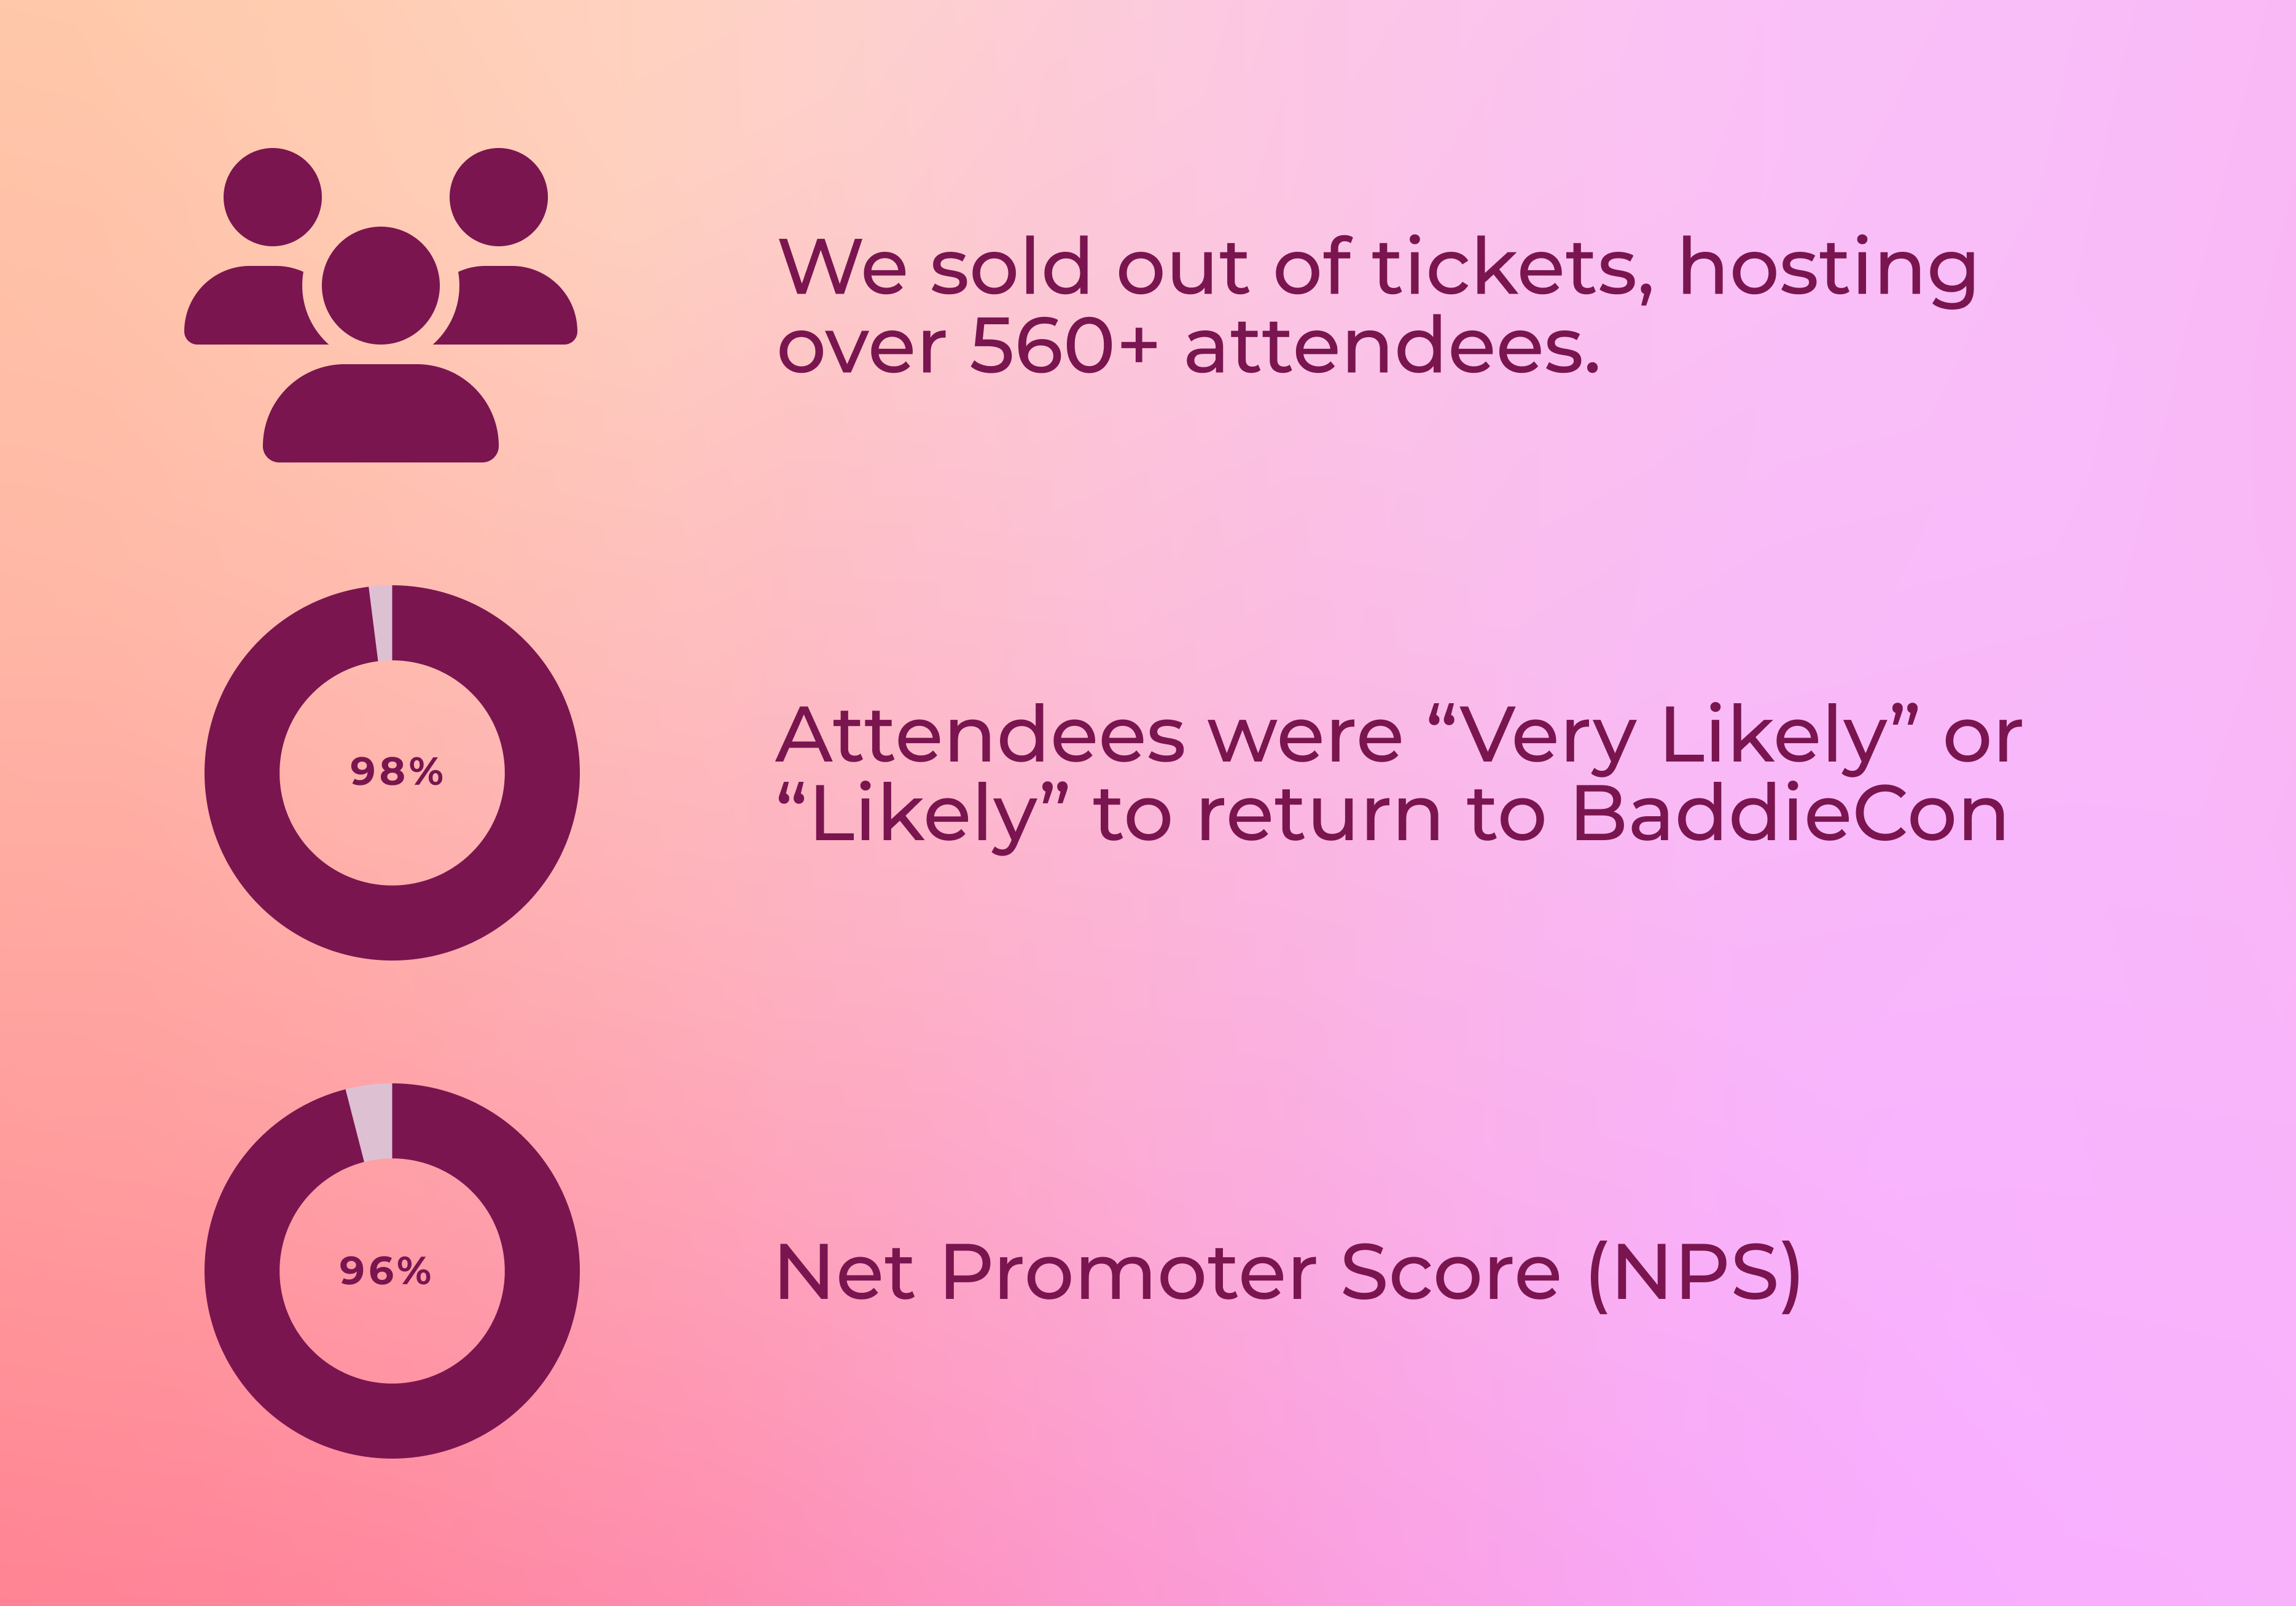 We sold out of tickets, hosting
over 560+ attendees.
98%
Attendees were “Very Likely” or
“Likely” to return to BaddieCon
96%
Net Promoter Score (NPS)